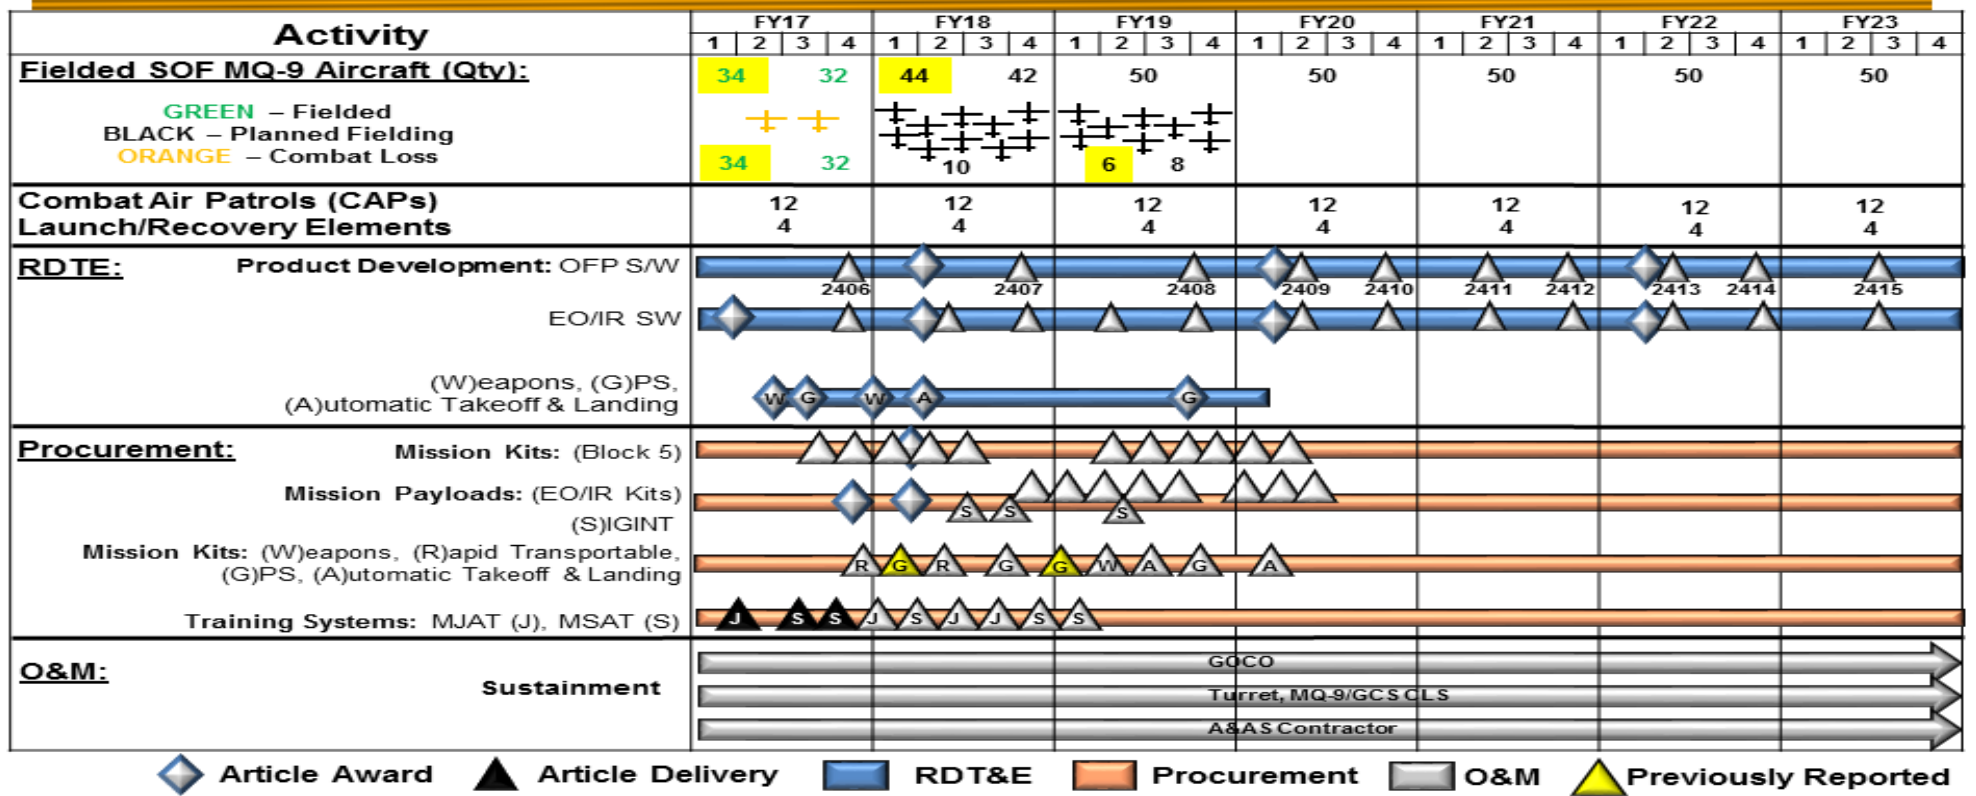 Activity
FY17 FY18 FY19 FY20 FY21 FY22 FY23
1 2 3 4 1 2 3 4 1 2 3 4 1 2 3 4 1 2 3 4 1 2 3 4 1 2 3 4
Fielded SOF MQ-9 Aircraft (Qty): 34 32 44 42 50 50 50 50 50
GREEN – Fielded
BLACK – Planned Fielding
ORANGE – Combat Loss
34 32 10 6 8
Combat Air Patrols (CAPs) 12 12 12 12 12 12 12
Launch/Recovery Elements 4 4 4 4 4 4 4
RDTE: Product Development: OFP S/W
2406 2407 2408 2409 2410 2411 2412 2413 2414 2415
EO/IR SW
(W)eapons, (G)PS,
(A)utomatic Takeoff & Landing
W G W A G
Procurement: Mission Kits: (Block 5)
Mission Payloads: (EO/IR Kits)
(S)IGINT
S S S
Mission Kits: (W)eapons, (R)apid Transportable,
(G)PS, (A)utomatic Takeoff & Landing
R G R G G W A G A
Training Systems: MJAT (J), MSAT (S)
J S S J S J J S S
O&M:
Sustainment
GOCO
Turret, MQ-9/GCS CLS
A&AS Contractor
Article Award Article Delivery RDT&E Procurement O&M Previously Reported